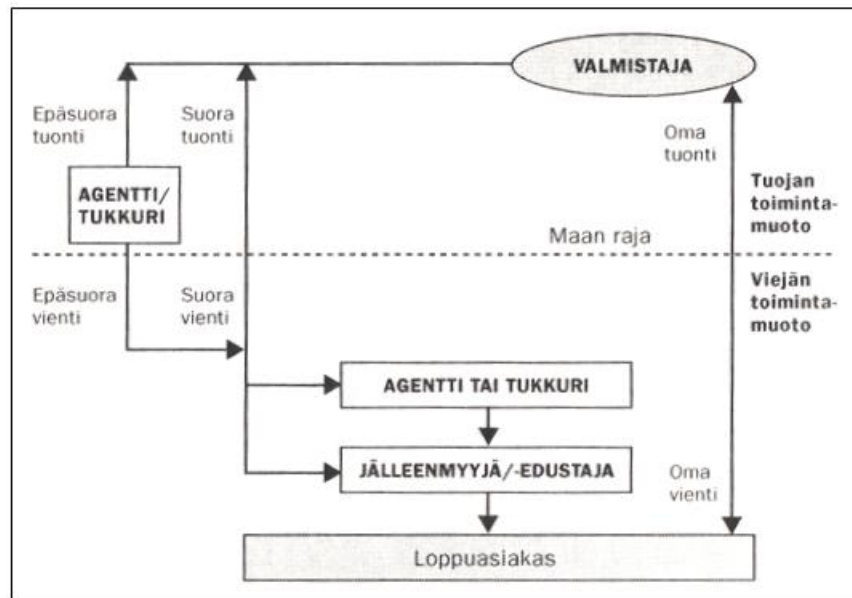 VALMISTAJA
Epäsuora
tuonti
Suora
tuonti
Oma
tuonti
AGENTTI/
TUKKURI
Tuojan
toiminta-
muoto
Maan raja
Epäsuora
vienti
Suora
vienti
Viejän
toiminta-
muoto
AGENTTI TAI TUKKURI
JÄLLEENMYYJÄ/-EDUSTAJA
Oma
vienti
Loppuasiakas